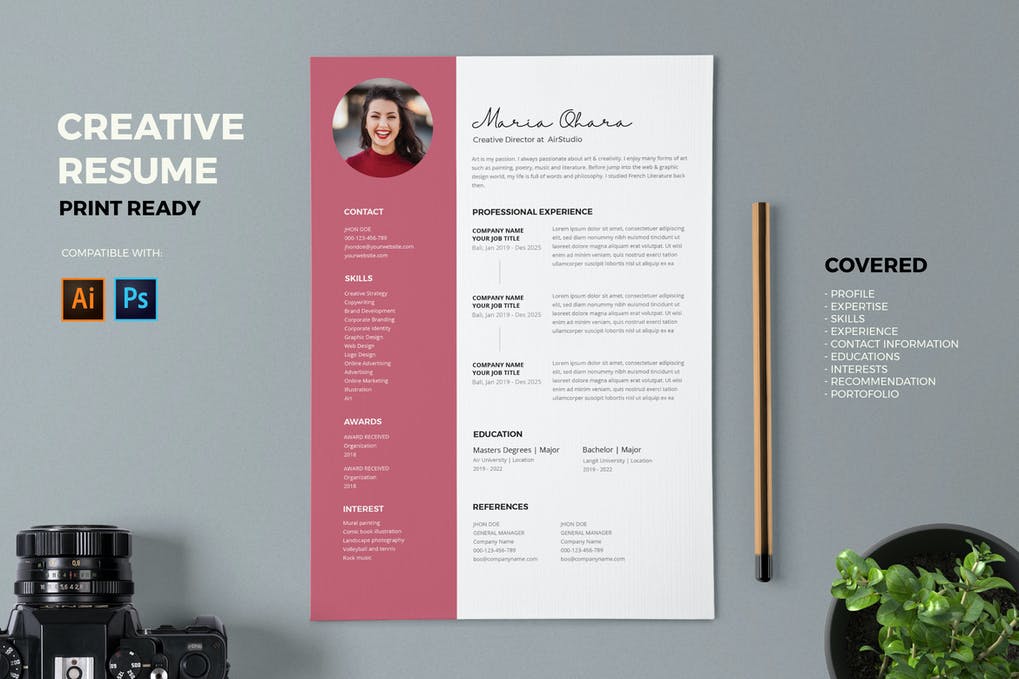 CREATIVE
RESUME
PRINT READY
COMPATIBLE WITH:
Ai
Ps
CONTACT
JHON DOE
000-123-456-789
jhondoe@yourwebsite.com
yourwebsite.com
SKILLS
Creative Strategy
Copywriting
Brand Development
Corporate Branding
Corporate identity
Graphic Design
Web Design
Logo Design
Online Advertising
Advertising
Online Marketing
Illustration
Art
AWARDS
AWARD RECEIVED
Organization
2018
AWARD RECEIVED
Organization
2018
INTEREST
Mural painting
Comic book illustration
Landscape photography
Volleyball and tennis
Rock music
Maria Ohara
Creative Director at AirStudio
Art is my passion. I always passionate about art & creativity. I enjoy many forms of art
such as painting, poetry, music and literature. Before jump into the web & graphic
design world, my life is full of words and philosophy. I studied French Literature back
then.
PROFESSIONAL EXPERIENCE
COMPANY NAME
YOUR JOB TITLE
Bali, Jan 2019 - Des 2025
Lorem ipsum dolor sit amet, consectetuer adipiscing
elit, sed diam nonummy nibh euismod tincidunt ut
laoreet dolore magna aliquam erat volutpat. Ut wisi
enim ad minim veniam, quis nostrud exerci tation
ullamcorper suscipit lobortis nisl ut aliquip ex ea
COMPANY NAME
YOUR JOB TITLE
Bali, Jan 2019 - Des 2025
Lorem ipsum dolor sit amet, consectetuer adipiscing
elit, sed diam nonummy nibh euismod tincidunt ut
laoreet dolore magna aliquam erat volutpat. Ut wisi
enim ad minim veniam, quis nostrud exerci tation
ullamcorper suscipit lobortis nisl ut aliquip ex ea
COMPANY NAME
YOUR JOB TITLE
Bali, Jan 2019 - Des 2025
Lorem ipsum dolor sit amet, consectetuer adipiscing
elit, sed diam nonummy nibh euismod tincidunt ut
laoreet dolore magna aliquam erat volutpat. Ut wisi
enim ad minim veniam, quis nostrud exerci tation
ullamcorper suscipit lobortis nisl ut aliquip ex ea
EDUCATION
Masters Degrees | Major
Air University | Location
2019 - 2022
Bachelor | Major
Langit University | Location
2019 - 2022
REFERENCES
JHON DOE
GENERAL MANAGER
Company Name
000-123-456-789
bos@companyname.com
JHON DOE
GENERAL MANAGER
Company Name
000-123-456-789
bos@companyname.com
COVERED
- PROFILE
- EXPERTISE
- SKILLS
- EXPERIENCE
- CONTACT INFORMATION
- EDUCATIONS
- INTERESTS
- RECOMMENDATION
- PORTOFOLIO